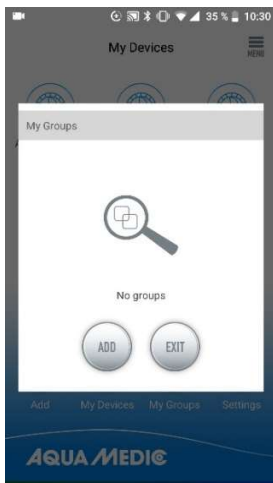 35 % 10:30
My Devices
MENU
My Groups
No groups
ADD EXIT
Add My Devices My Groups Settings
AQUA MEDIC